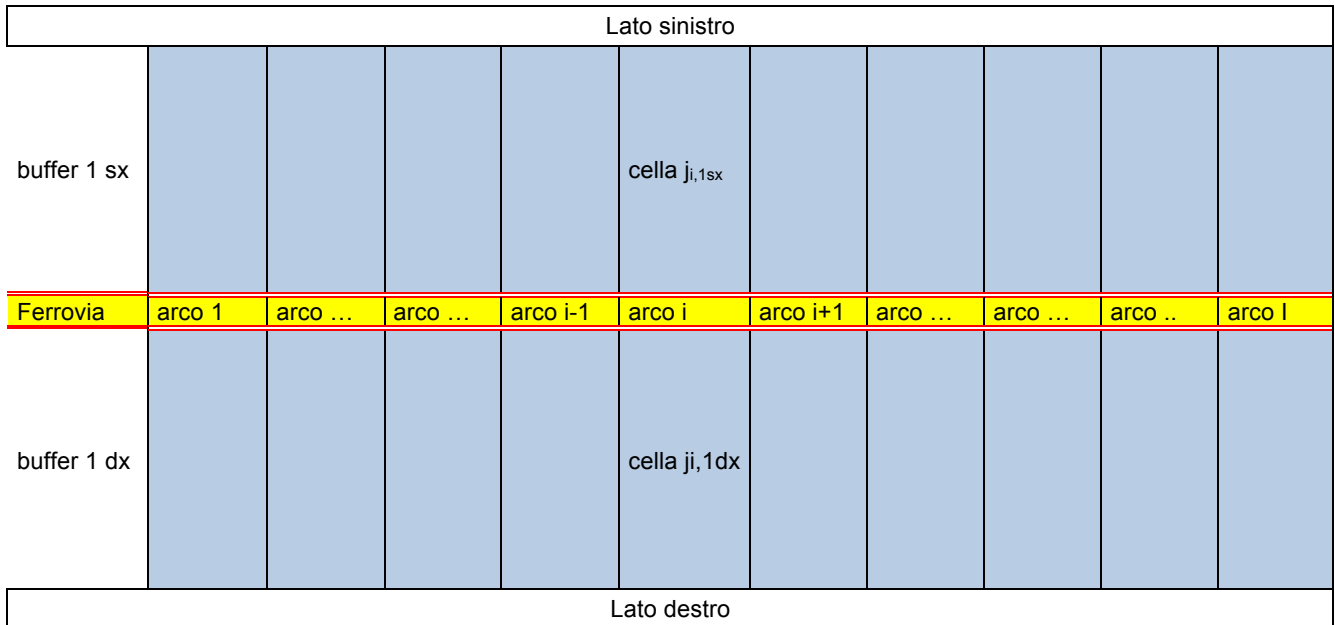 Lato sinistro
buffer 1 sx
cella ji,1sx
Ferrovia arco 1 arco … arco … arco i-1 arco i arco i+1 arco … arco … arco .. arco I
buffer 1 dx
cella ji,1dx
Lato destro